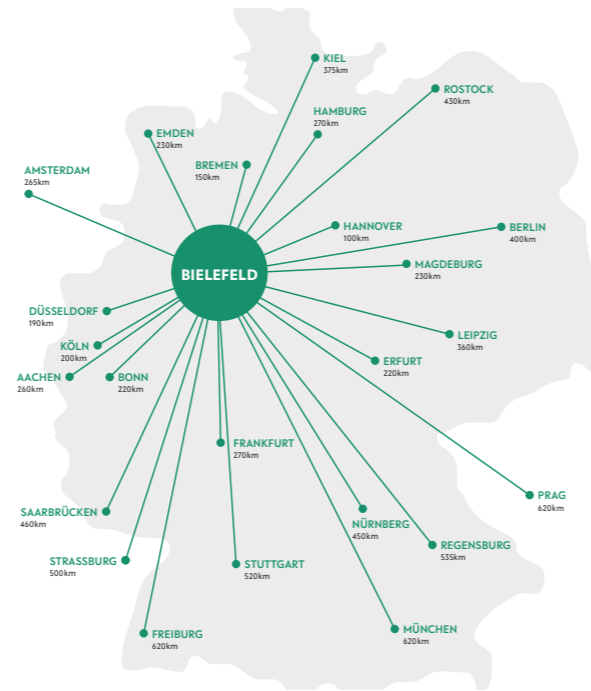 KIEL
375km
ROSTOCK
430km
HAMBURG
270km
EMDEN
230km
BREMEN
150km
AMSTERDAM
265km
HANNOVER
100km
BERLIN
400km
BIELEFELD
MAGDEBURG
230km
DÜSSELDORF
190km
LEIPZIG
360km
KÖLN
200km
ERFURT
220km
AACHEN
260km
BONN
220km
FRANKFURT
270km
PRAG
620km
SAARBRÜCKEN
460km
NÜRNBERG
450km
REGENSBURG
535km
STRASSBURG
500km
STUTTGART
520km
FREIBURG
620km
MÜNCHEN
620km